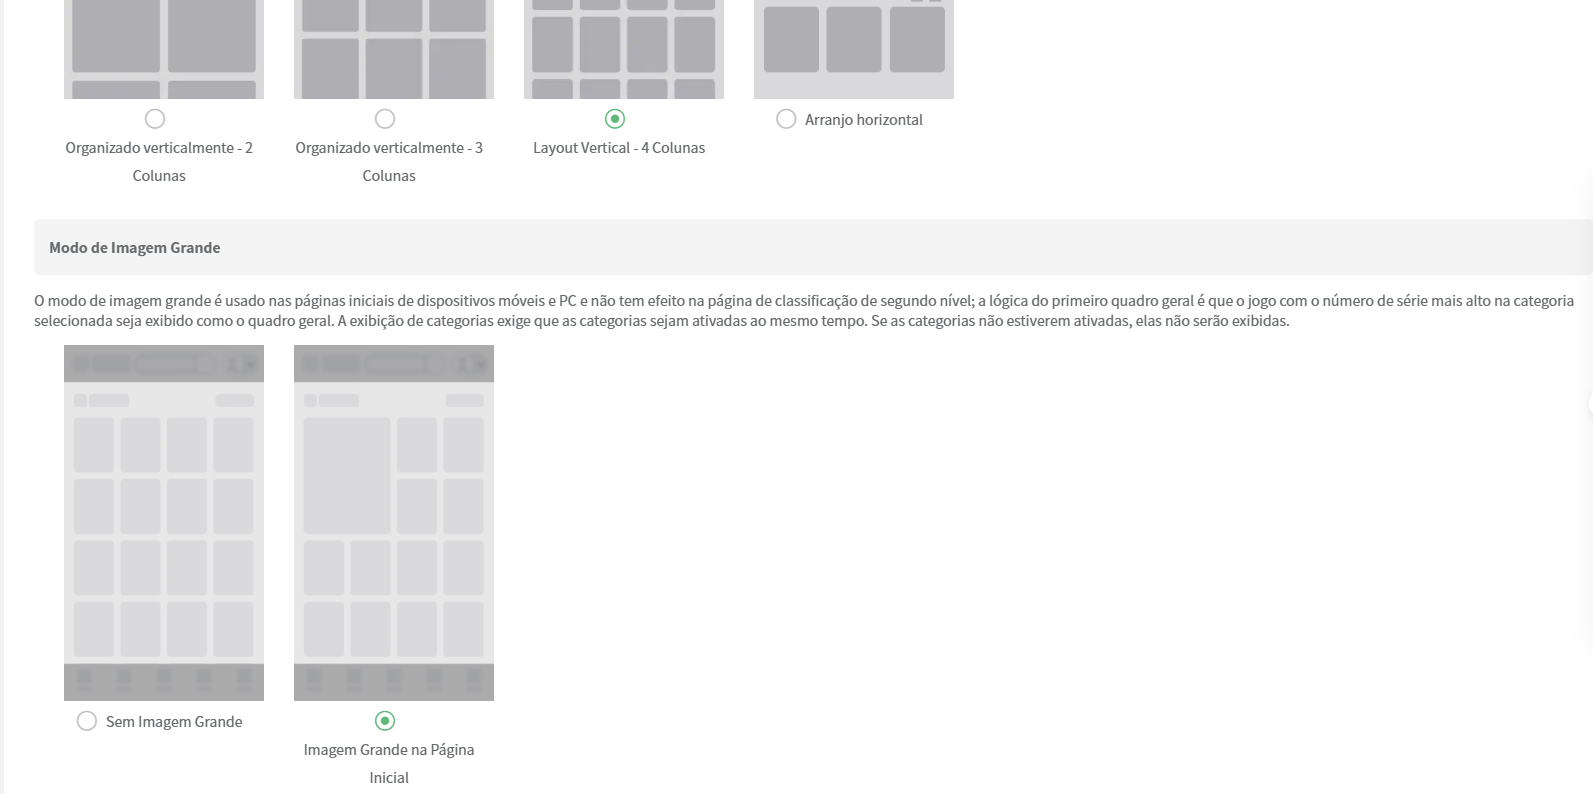 Organizado verticalmente - 2
Colunas
Organizado verticalmente - 3
Colunas
Layout Vertical - 4 Colunas
Arranjo horizontal
Modo de Imagem Grande
O modo de imagem grande é usado nas páginas iniciais de dispositivos móveis e PC e não tem efeito na página de classificação de segundo nível; a lógica do primeiro quadro geral é que o jogo com o número de série mais alto na categoria
selecionada seja exibido como o quadro geral. A exibição de categorias exige que as categorias sejam ativadas ao mesmo tempo. Se as categorias não estiverem ativadas, elas não serão exibidas.
Sem Imagem Grande
Imagem Grande na Página
Inicial